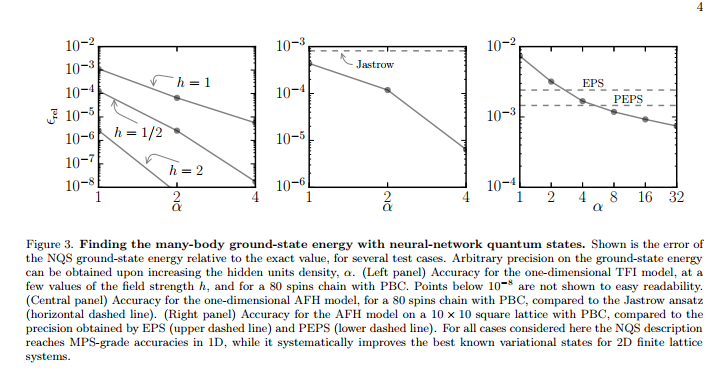 4
10⁻² 10⁻³ 10⁻⁴ 10⁻⁵ 10⁻⁶ 10⁻⁷ 10⁻⁸
ϵrel
h = 1
h = 1/2
h = 2
1 2 4
α
10⁻³ 10⁻⁴ 10⁻⁵ 10⁻⁶
Jastrow
1 2 4
α
10⁻² 10⁻³ 10⁻⁴
EPS
PEPS
1 2 4 8 16 32
α
Figure 3. Finding the many-body ground-state energy with neural-network quantum states. Shown is the error of
the NQS ground-state energy relative to the exact value, for several test cases. Arbitrary precision on the ground-state energy
can be obtained upon increasing the hidden units density, α. (Left panel) Accuracy for the one-dimensional TFI model, at
a few values of the field strength h, and for a 80 spins chain with PBC. Points below 10⁻⁸ are not shown to easy readability.
(Central panel) Accuracy for the one-dimensional AFH model, for a 80 spins chain with PBC, compared to the Jastrow ansatz
(horizontal dashed line). (Right panel) Accuracy for the AFH model on a 10 × 10 square lattice with PBC, compared to the
precision obtained by EPS (upper dashed line) and PEPS (lower dashed line). For all cases considered here the NQS description
reaches MPS-grade accuracies in 1D, while it systematically improves the best known variational states for 2D finite lattice
systems.